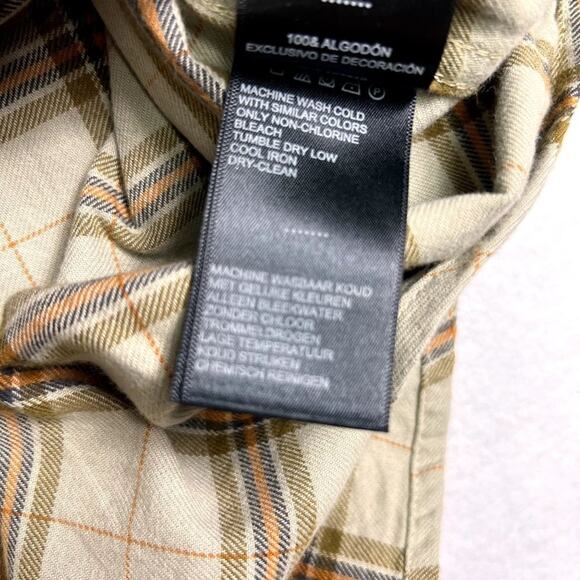 100& ALGODÓN
EXCLUSIVO DE DECORACIÓN
MACHINE WASH COLD
WITH SIMILAR COLORS
ONLY NON-CHLORINE
BLEACH
TUMBLE DRY LOW
COOL IRON
DRY-CLEAN
MACHINE WASBAAR KOUD
MET GELIJKE KLEUREN
ALLEEN BLEEKWATER
ZONDER CHLOOR
TROMMELDROGEN
LAGE TEMPERATUUR
KOUD STRIJKEN
CHEMISCH REINIGEN